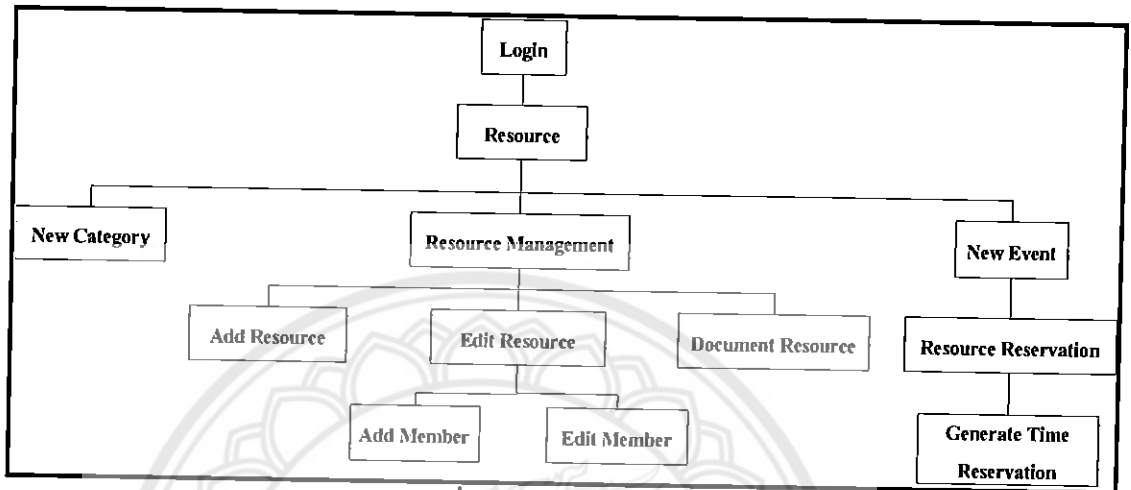 Login
Resource
New Category
Resource Management
New Event
Add Resource
Edit Resource
Document Resource
Resource Reservation
Add Member
Edit Member
Generate Time
Reservation